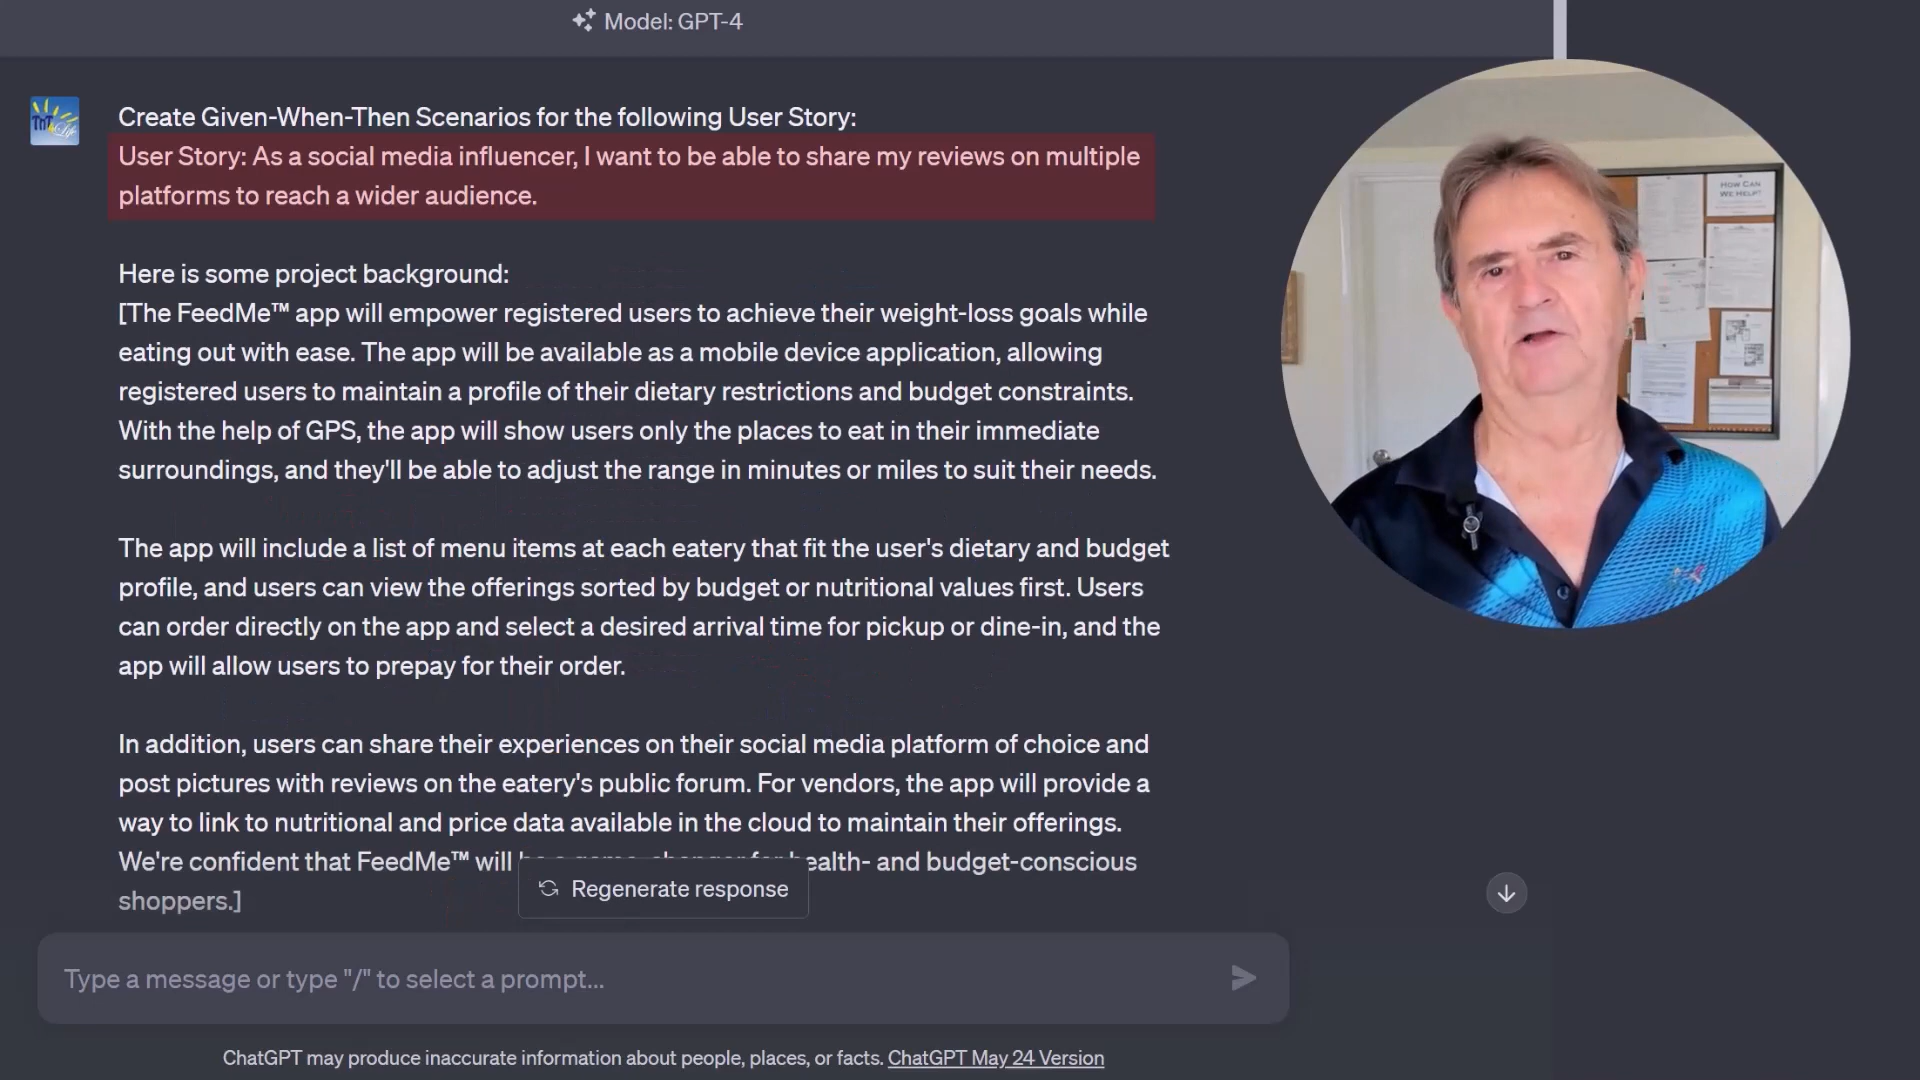 Model: GPT-4
Create Given-When-Then Scenarios for the following User Story:
User Story: As a social media influencer, I want to be able to share my reviews on multiple
platforms to reach a wider audience.
Here is some project background:
[The FeedMe™ app will empower registered users to achieve their weight-loss goals while
eating out with ease. The app will be available as a mobile device application, allowing
registered users to maintain a profile of their dietary restrictions and budget constraints.
With the help of GPS, the app will show users only the places to eat in their immediate
surroundings, and they'll be able to adjust the range in minutes or miles to suit their needs.
The app will include a list of menu items at each eatery that fit the user's dietary and budget
profile, and users can view the offerings sorted by budget or nutritional values first. Users
can order directly on the app and select a desired arrival time for pickup or dine-in, and the
app will allow users to prepay for their order.
In addition, users can share their experiences on their social media platform of choice and
post pictures with reviews on the eatery's public forum. For vendors, the app will provide a
way to link to nutritional and price data available in the cloud to maintain their offerings.
We're confident that FeedMe™ will be a game-changer for health- and budget-conscious
shoppers.]
Regenerate response
Type a message or type "/" to select a prompt...
ChatGPT may produce inaccurate information about people, places, or facts. ChatGPT May 24 Version
HOW CAN
WE HELP?